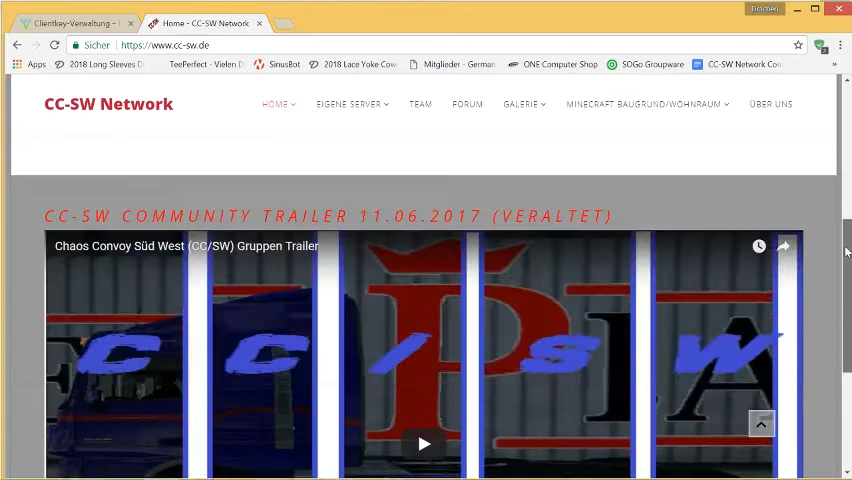 Drachen
Clientkey-Verwaltung –
Home - CC-SW Network
Sicher
https://www.cc-sw.de
Apps
2018 Long Sleeves D
TeePerfect - Vielen D
SinusBot
2018 Lace Yoke Cowl
Mitglieder - German
ONE Computer Shop
SOGo Groupware
CC-SW Network Con
»
CC-SW Network
HOME
EIGENE SERVER
TEAM
FORUM
GALERIE
MINECRAFT BAUGRUND/WOHNRAUM
ÜBER UNS
CC-SW COMMUNITY TRAILER 11.06.2017 (VERALTET)
Chaos Convoy Süd West (CC/SW) Gruppen Trailer
C C / S W